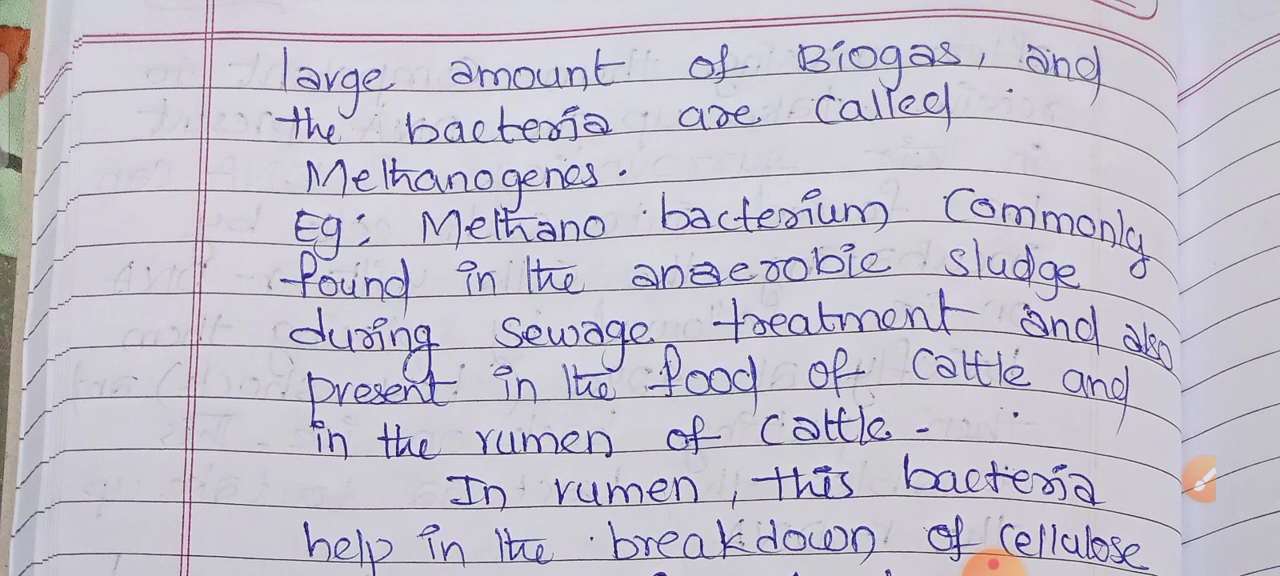 large amount of Biogas, and
the bacteria are called
Methanogenes.
Eg: Methano bacterium Commonly
found in the anaerobic sludge
during sewage treatment and also
present in the food of cattle and
in the rumen of cattle.
In rumen, this bacteria
help in the breakdown of cellulose